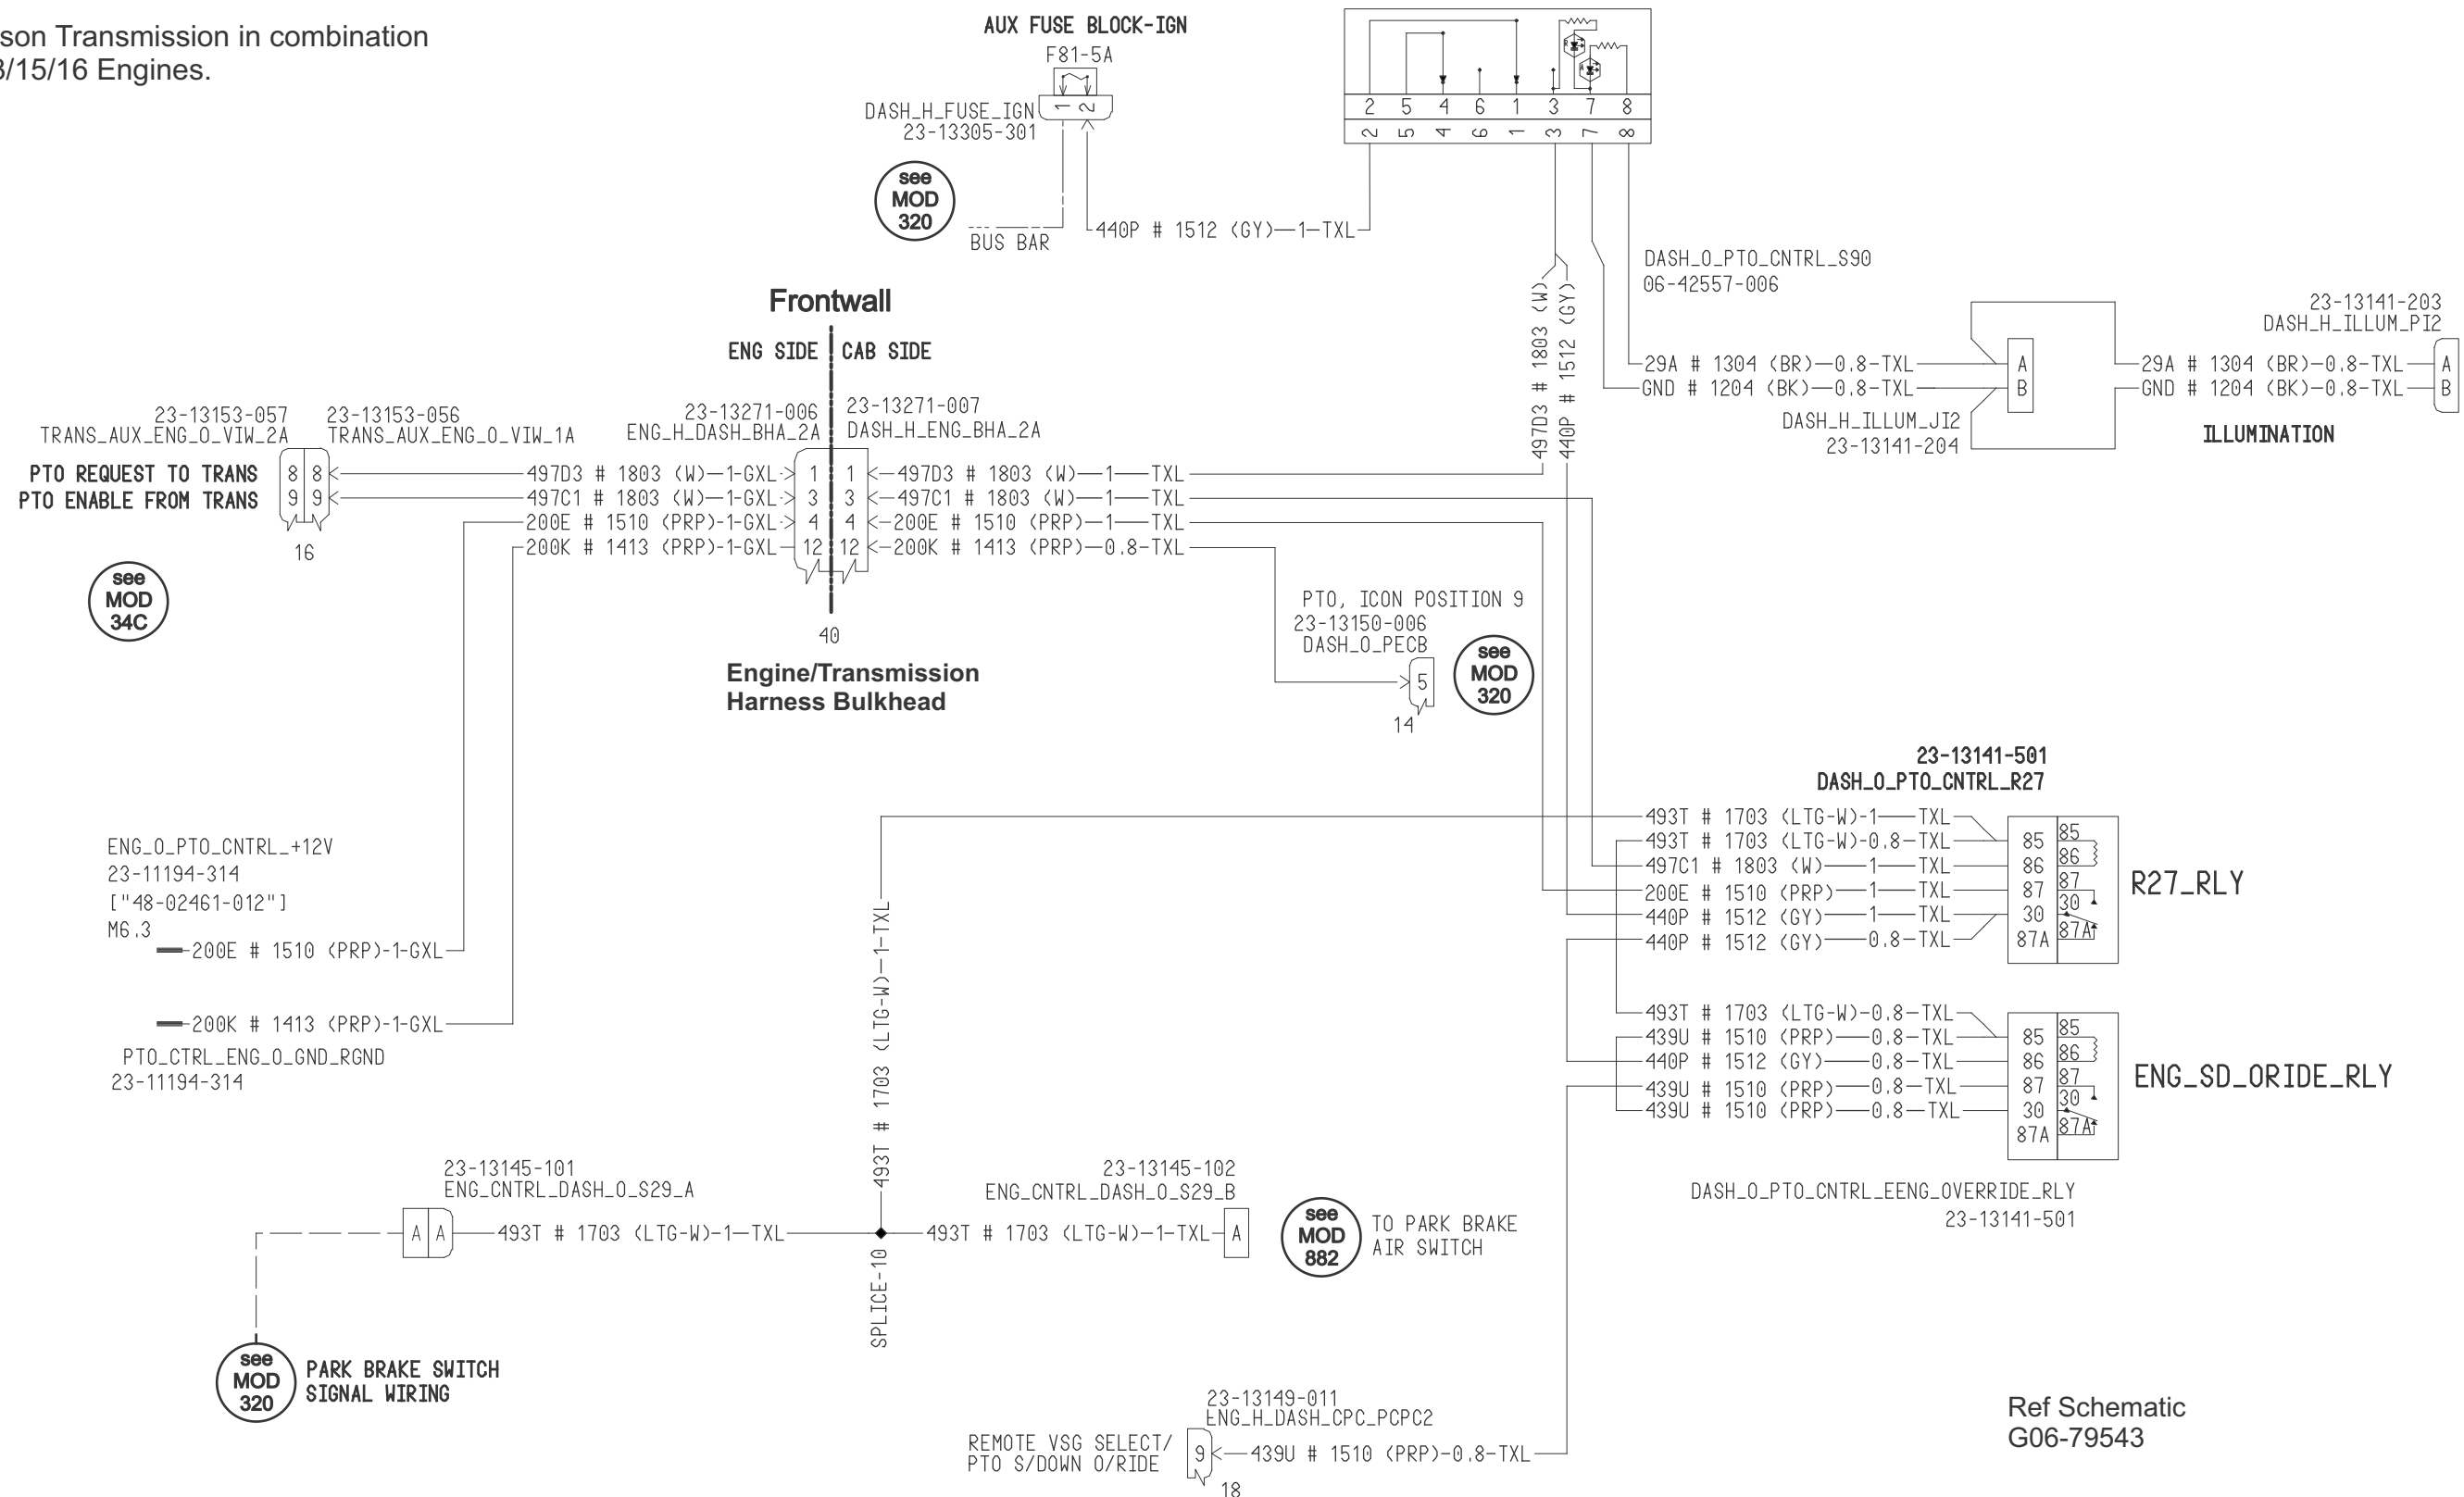 son Transmission in combination
3/15/16 Engines.
AUX FUSE BLOCK-IGN
F81-5A
1 2
DASH_H_FUSE_IGN
23-13305-301
see
MOD
320
BUS BAR
440P # 1512 (GY)—1-TXL
2 5 4 6 1 3 7 8
2 5 4 6 1 3 7 8
R
A
DASH_O_PTO_CNTRL_S90
06-42557-006
497D3 # 1803 (W)
440P # 1512 (GY)
23-13141-203
DASH_H_ILLUM_PI2
29A # 1304 (BR)—0.8-TXL
A
29A # 1304 (BR)—0.8-TXL
A
GND # 1204 (BK)—0.8-TXL
B
GND # 1204 (BK)—0.8-TXL
B
DASH_H_ILLUM_JI2
23-13141-204
ILLUMINATION
Frontwall
ENG SIDE
CAB SIDE
23-13153-057
TRANS_AUX_ENG_O_VIW_2A
23-13153-056
TRANS_AUX_ENG_O_VIW_1A
23-13271-006
ENG_H_DASH_BHA_2A
23-13271-007
DASH_H_ENG_BHA_2A
PTO REQUEST TO TRANS
8 8
497D3 # 1803 (W)—1-GXL
1 1
497D3 # 1803 (W)—1——TXL
PTO ENABLE FROM TRANS
9 9
497C1 # 1803 (W)—1-GXL
3 3
497C1 # 1803 (W)—1——TXL
200E # 1510 (PRP)-1-GXL
4 4
200E # 1510 (PRP)—1——TXL
16
200K # 1413 (PRP)-1-GXL
12 12
200K # 1413 (PRP)—0.8-TXL
see
MOD
34C
40
Engine/Transmission
Harness Bulkhead
PTO, ICON POSITION 9
23-13150-006
DASH_O_PECB
5
14
see
MOD
320
23-13141-501
DASH_O_PTO_CNTRL_R27
493T # 1703 (LTG-W)-1——TXL
493T # 1703 (LTG-W)-0.8-TXL
85
497C1 # 1803 (W)——1——TXL
86
200E # 1510 (PRP)——1——TXL
87
440P # 1512 (GY)——1——TXL
30
440P # 1512 (GY)——0.8-TXL
87A
85
86
87
30
87A
R27_RLY
ENG_O_PTO_CNTRL_+12V
23-11194-314
["48-02461-012"]
M6.3
200E # 1510 (PRP)-1-GXL
200K # 1413 (PRP)-1-GXL
PTO_CTRL_ENG_O_GND_RGND
23-11194-314
493T # 1703 (LTG-W)—1-TXL
493T # 1703 (LTG-W)-0.8-TXL
439U # 1510 (PRP)——0.8-TXL
85
440P # 1512 (GY)——0.8-TXL
86
439U # 1510 (PRP)——0.8-TXL
87
439U # 1510 (PRP)——0.8—TXL
30
87A
85
86
87
30
87A
ENG_SD_ORIDE_RLY
DASH_O_PTO_CNTRL_EENG_OVERRIDE_RLY
23-13141-501
23-13145-101
ENG_CNTRL_DASH_O_S29_A
23-13145-102
ENG_CNTRL_DASH_O_S29_B
A A
493T # 1703 (LTG-W)-1—TXL
493T # 1703 (LTG-W)-1-TXL
A
see
MOD
882
TO PARK BRAKE
AIR SWITCH
SPLICE-10
see
MOD
320
PARK BRAKE SWITCH
SIGNAL WIRING
23-13149-011
ENG_H_DASH_CPC_PCPC2
REMOTE VSG SELECT/
PTO S/DOWN O/RIDE
9
439U # 1510 (PRP)-0.8-TXL
18
Ref Schematic
G06-79543